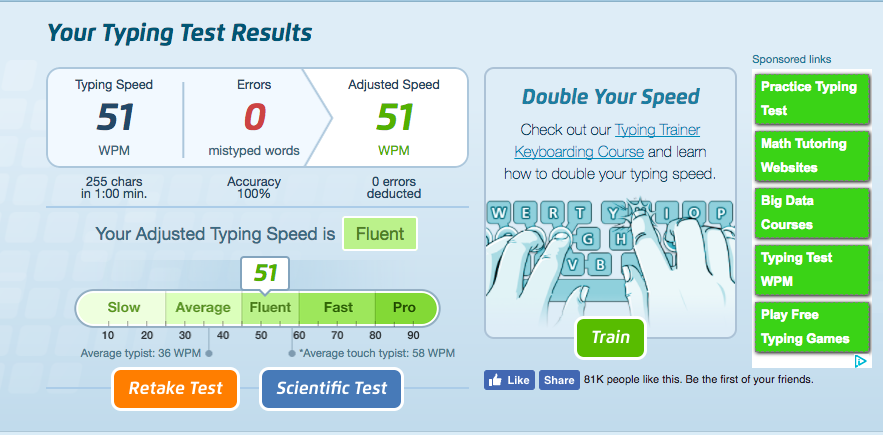 Your Typing Test Results
Typing Speed
51
WPM
Errors
0
mistyped words
Adjusted Speed
51
WPM
255 chars
in 1:00 min.
Accuracy
100%
0 errors
deducted
Your Adjusted Typing Speed is Fluent
51
Slow Average Fluent Fast Pro
10 20 30 40 50 60 70 80 90
Average typist: 36 WPM
*Average touch typist: 58 WPM
Retake Test
Scientific Test
Double Your Speed
Check out our Typing Trainer
Keyboarding Course and learn
how to double your typing speed.
W E R T Y I O P
G H
V B
Train
Like
Share
81K people like this. Be the first of your friends.
Sponsored links
Practice Typing
Test
Math Tutoring
Websites
Big Data
Courses
Typing Test
WPM
Play Free
Typing Games